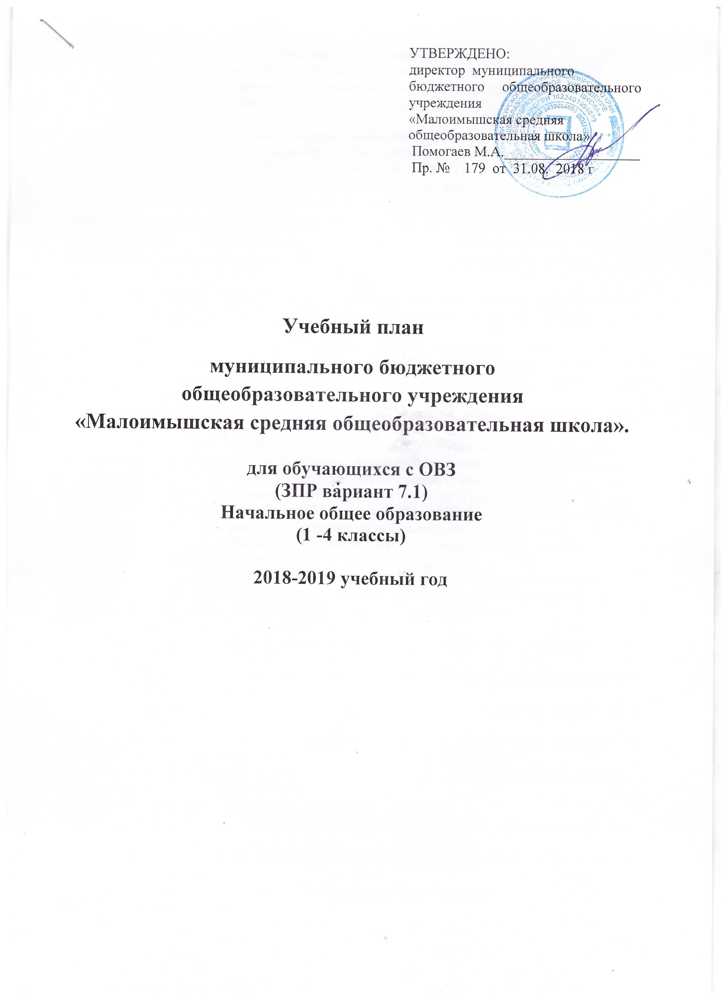 УТВЕРЖДЕНО:
директор муниципального
бюджетного общеобразовательного
учреждения
«Малоимышская средняя
общеобразовательная школа»
Помогаев М.А.
Пр. № 179 от 31.08. 2018 г
Учебный план
муниципального бюджетного
общеобразовательного учреждения
«Малоимышская средняя общеобразовательная школа».
для обучающихся с ОВЗ
(ЗПР вариант 7.1)
Начальное общее образование
(1 -4 классы)
2018-2019 учебный год